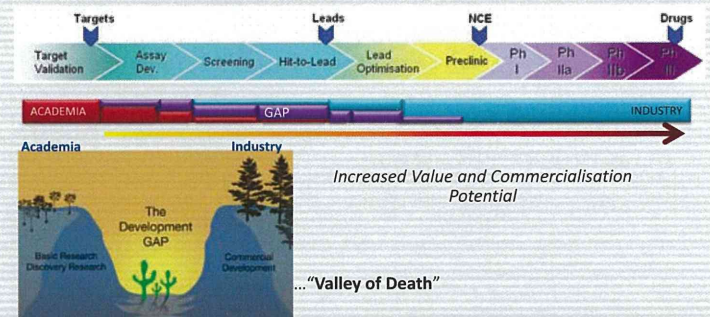 Targets Leads NCE Drugs
Target Validation
Assay Dev.
Screening
Hit-to-Lead
Lead Optimisation
Preclinic
Ph I
Ph IIa
Ph IIb
Ph III
ACADEMIA GAP INDUSTRY
Academia Industry
Increased Value and Commercialisation
Potential
The
Development
GAP
Basic Research
Discovery Research
Commercial
Development
..."Valley of Death"